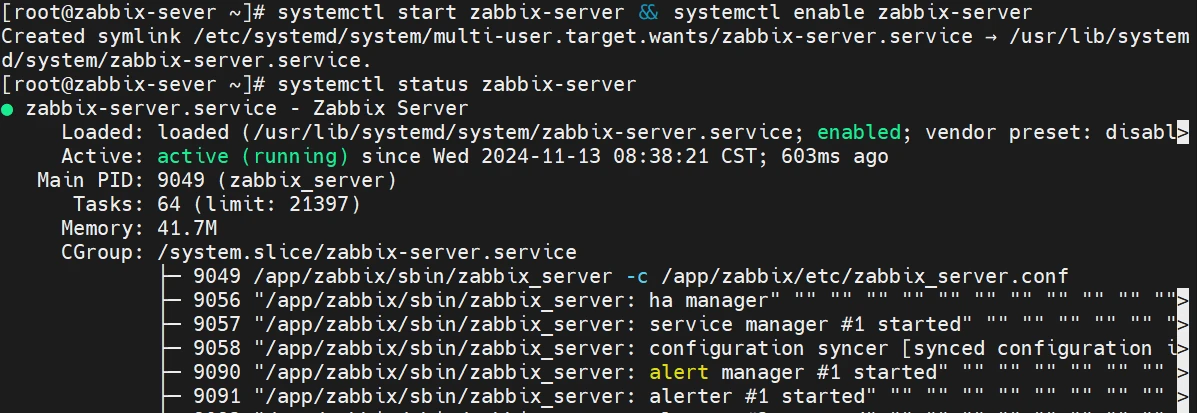 [root@zabbix-sever ~]# systemctl start zabbix-server && systemctl enable zabbix-server
Created symlink /etc/systemd/system/multi-user.target.wants/zabbix-server.service → /usr/lib/system
d/system/zabbix-server.service.
[root@zabbix-sever ~]# systemctl status zabbix-server
● zabbix-server.service - Zabbix Server
Loaded: loaded (/usr/lib/systemd/system/zabbix-server.service; enabled; vendor preset: disabl>
Active: active (running) since Wed 2024-11-13 08:38:21 CST; 603ms ago
Main PID: 9049 (zabbix_server)
Tasks: 64 (limit: 21397)
Memory: 41.7M
CGroup: /system.slice/zabbix-server.service
├─ 9049 /app/zabbix/sbin/zabbix_server -c /app/zabbix/etc/zabbix_server.conf
├─ 9056 "/app/zabbix/sbin/zabbix_server: ha manager" "" "" "" "" "" "" "" "" "" "" "">
├─ 9057 "/app/zabbix/sbin/zabbix_server: service manager #1 started" "" "" "" "" "" ">
├─ 9058 "/app/zabbix/sbin/zabbix_server: configuration syncer [synced configuration i>
├─ 9090 "/app/zabbix/sbin/zabbix_server: alert manager #1 started" "" "" "" "" "" "" >
├─ 9091 "/app/zabbix/sbin/zabbix_server: alerter #1 started" "" "" "" "" "" "" "" "" >